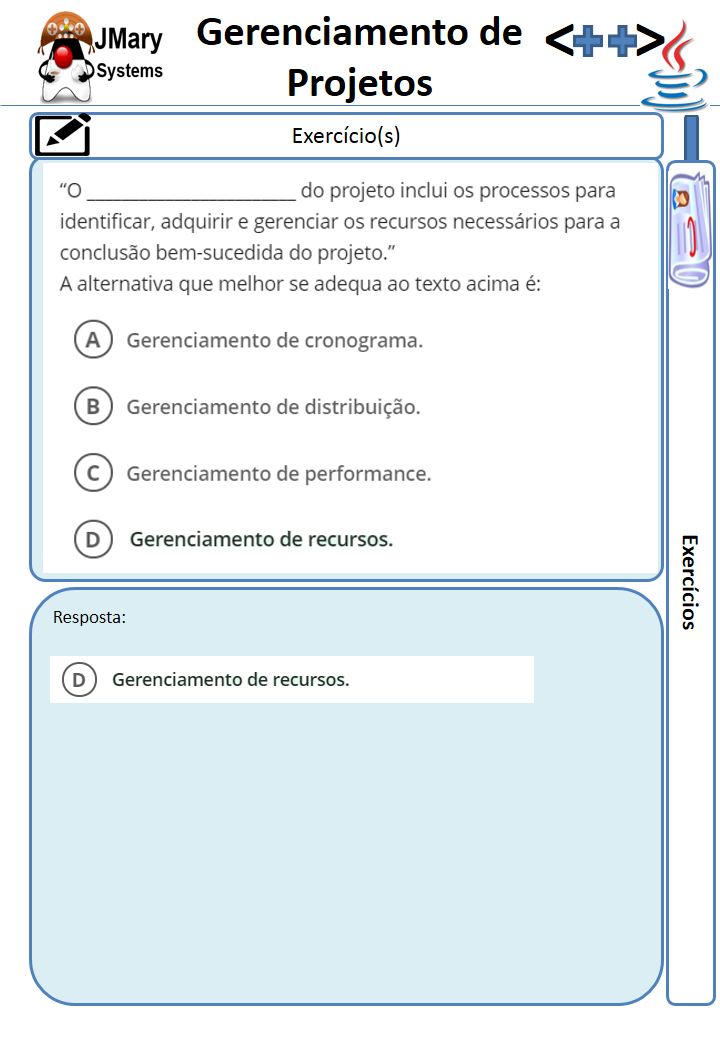 JMary
Systems
Gerenciamento de
Projetos
<++>
Exercício(s)
“O ______________________ do projeto inclui os processos para
identificar, adquirir e gerenciar os recursos necessários para a
conclusão bem-sucedida do projeto.”
A alternativa que melhor se adequa ao texto acima é:
A Gerenciamento de cronograma.
B Gerenciamento de distribuição.
C Gerenciamento de performance.
D Gerenciamento de recursos.
Exercícios
Resposta:
D Gerenciamento de recursos.